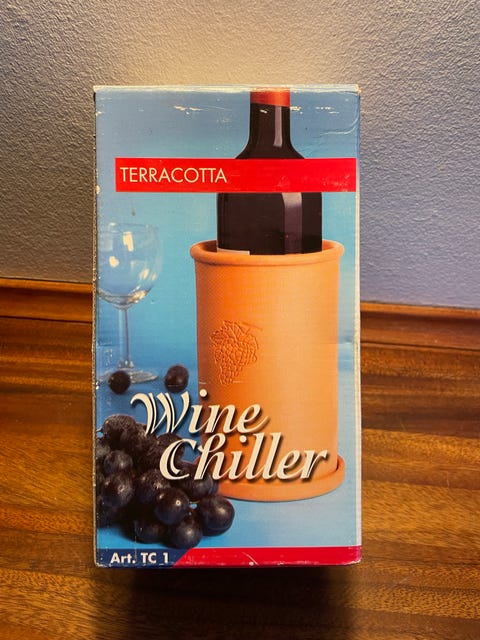 TERRACOTTA
Wine
Chiller
Art. TC 1